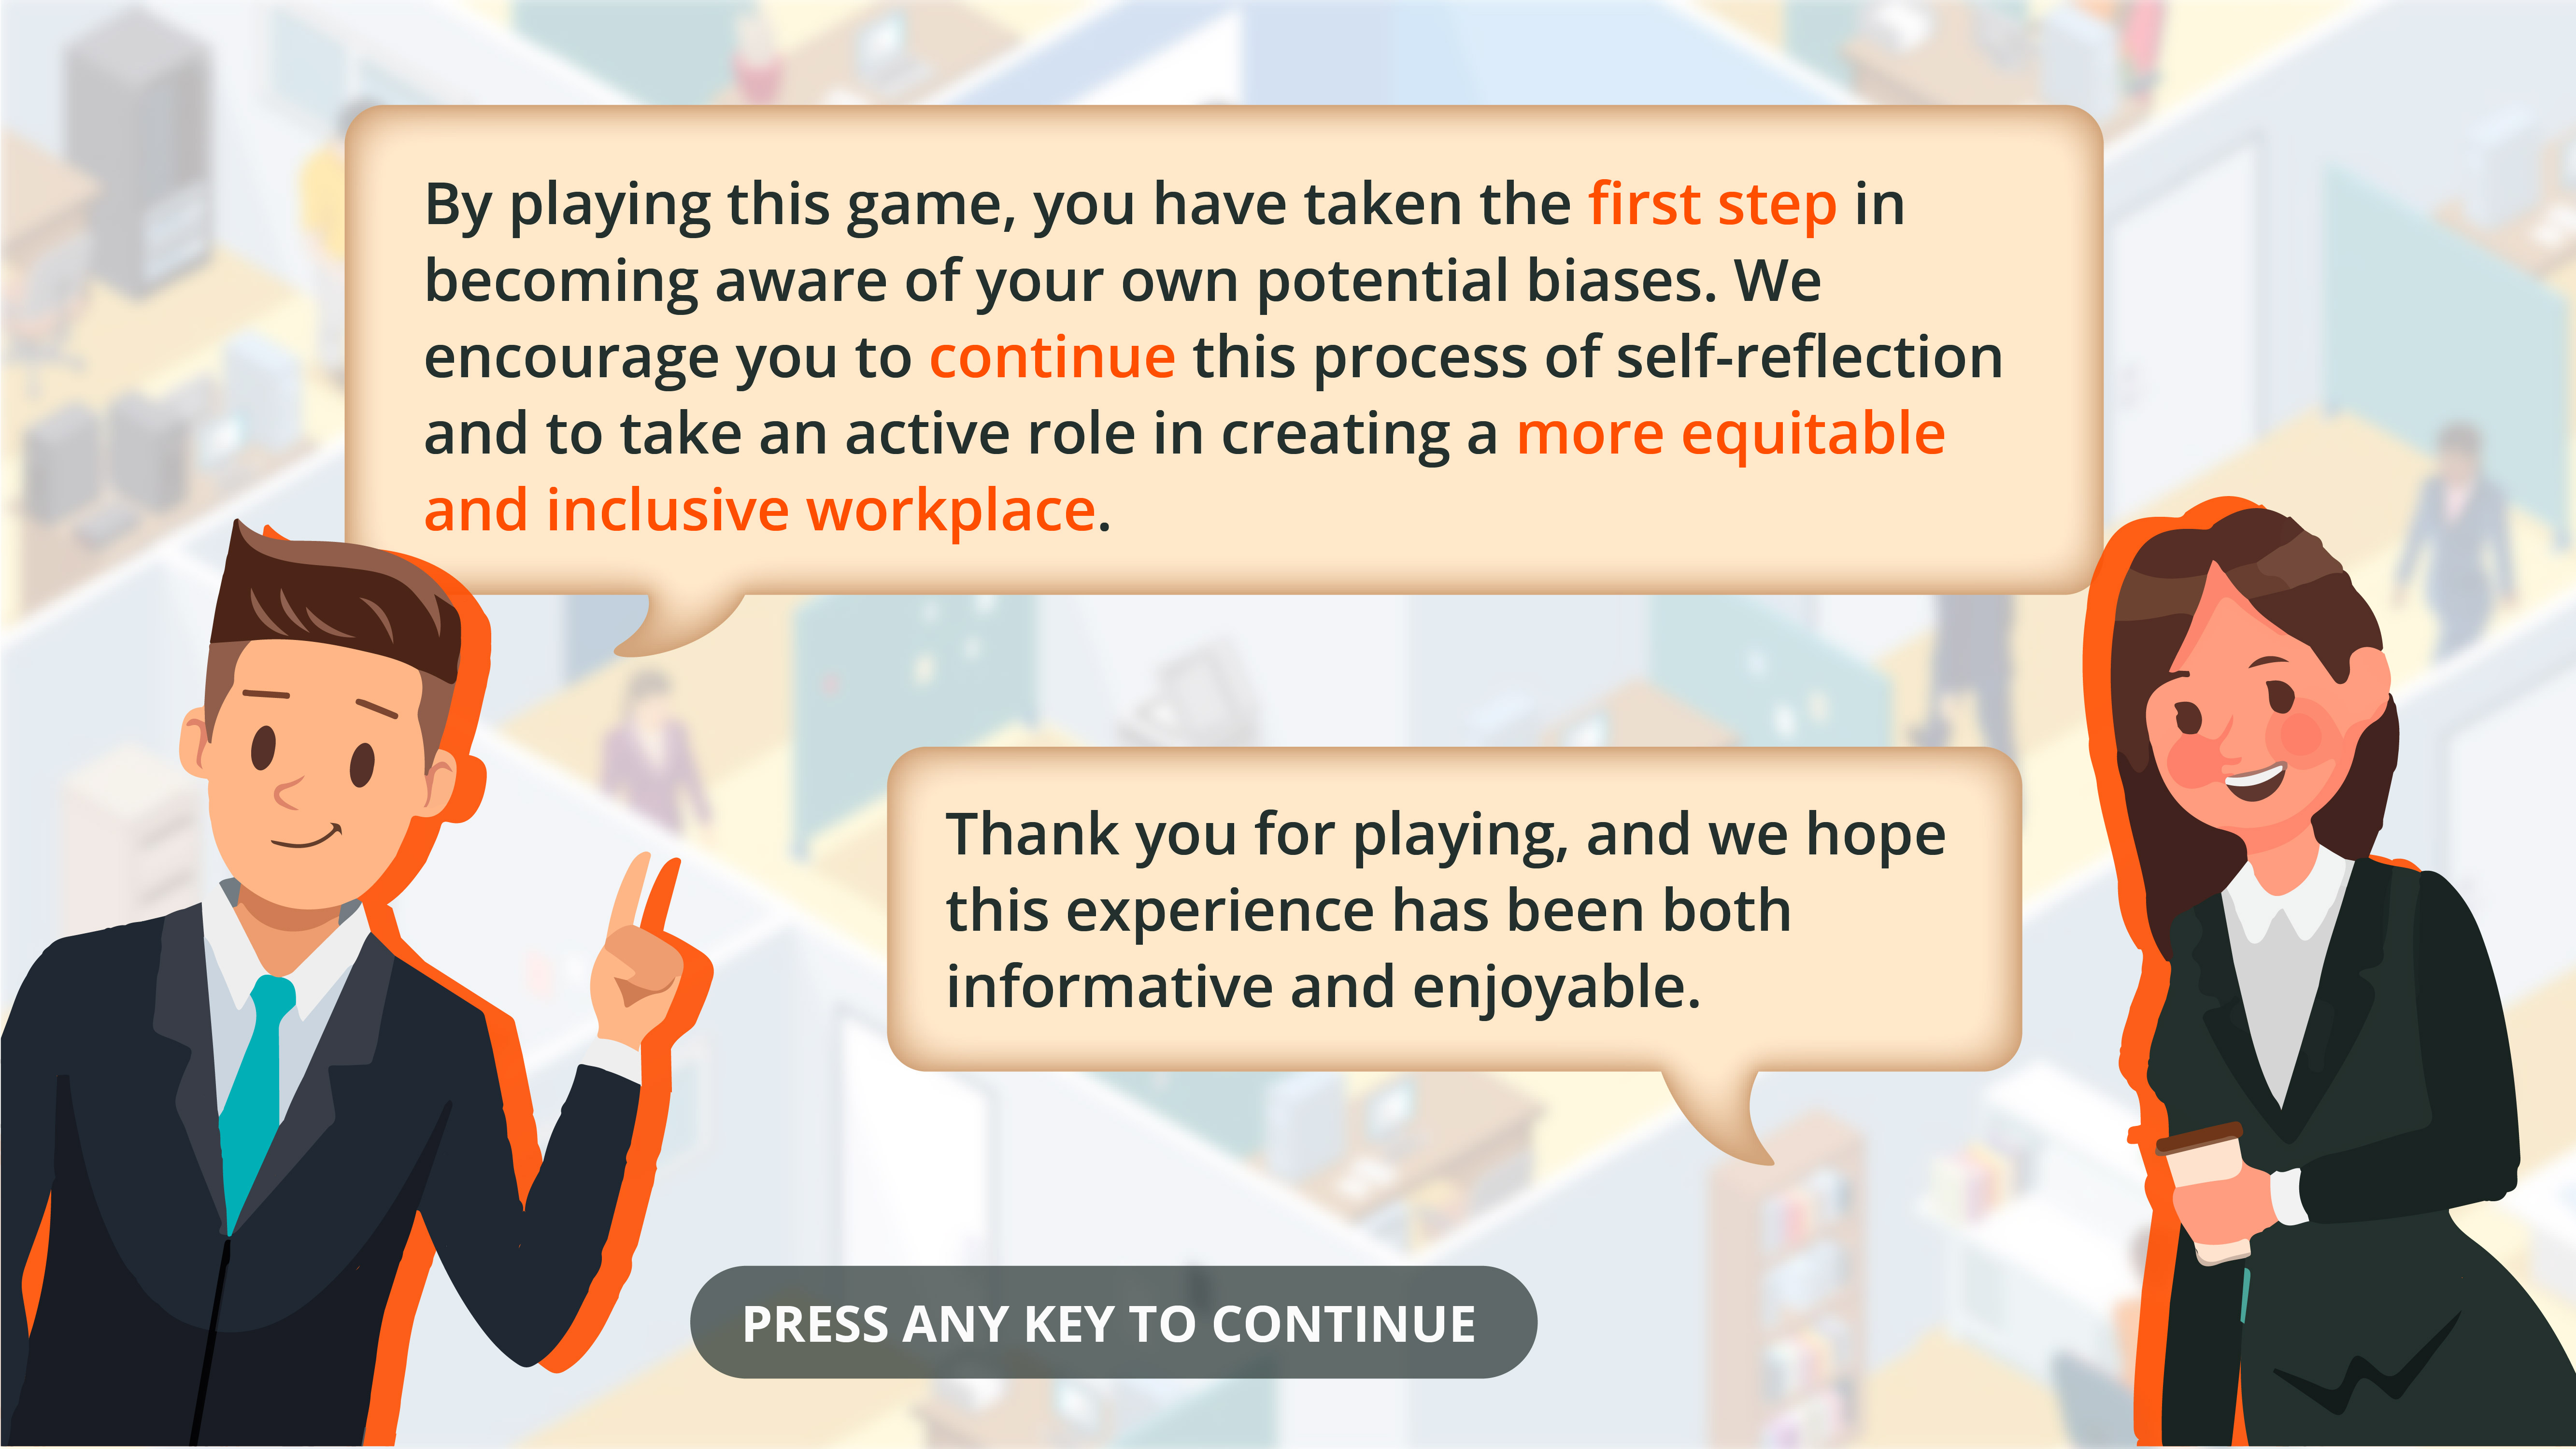 By playing this game, you have taken the first step in
becoming aware of your own potential biases. We
encourage you to continue this process of self-reflection
and to take an active role in creating a more equitable
and inclusive workplace.
Thank you for playing, and we hope
this experience has been both
informative and enjoyable.
PRESS ANY KEY TO CONTINUE